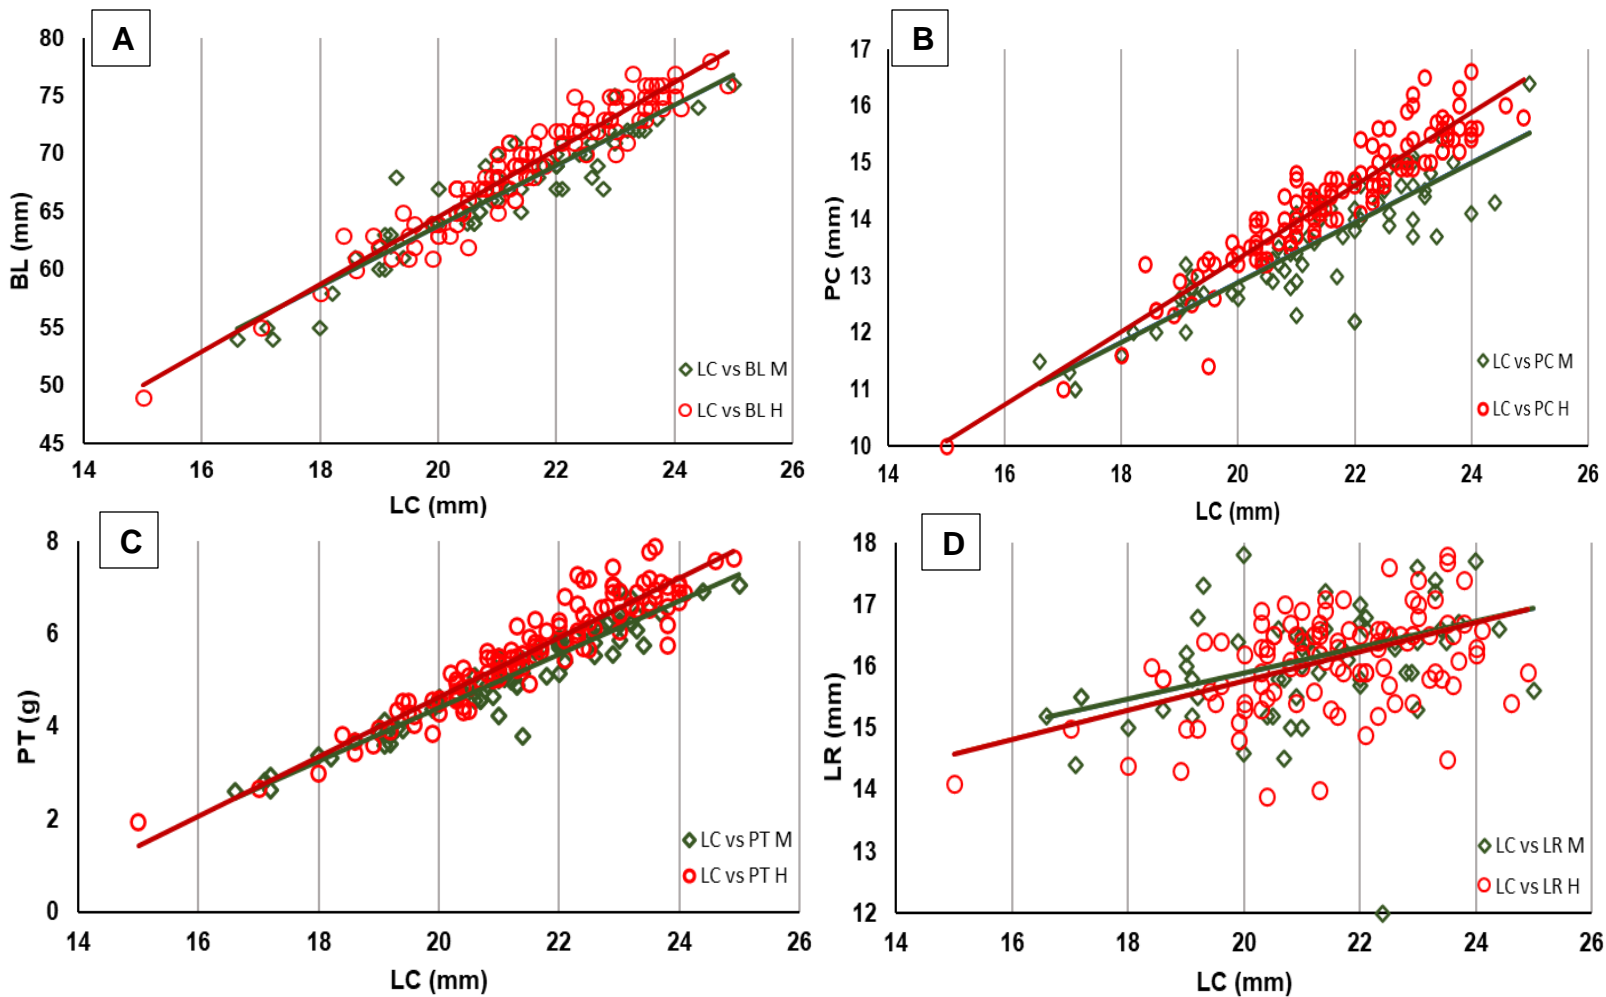 A
80
75
70
65
60
55
50
45
BL (mm)
LC vs BL M
LC vs BL H
14 16 18 20 22 24 26
LC (mm)
B
17
16
15
14
13
12
11
10
PC (mm)
LC vs PC M
LC vs PC H
14 16 18 20 22 24 26
LC (mm)
C
8
6
4
2
0
PT (g)
LC vs PT M
LC vs PT H
14 16 18 20 22 24 26
LC (mm)
D
18
17
16
15
14
13
12
LR (mm)
LC vs LR M
LC vs LR H
14 16 18 20 22 24 26
LC (mm)